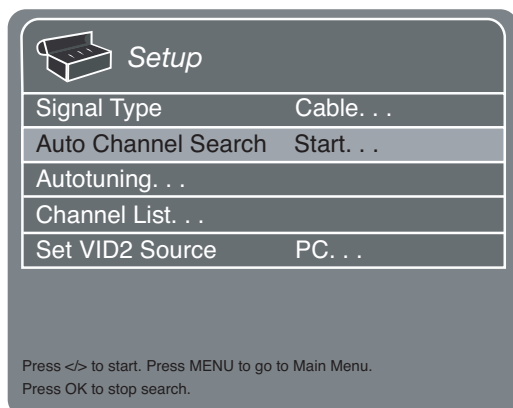 Setup
Signal Type Cable. . .
Auto Channel Search Start. . .
Autotuning. . .
Channel List. . .
Set VID2 Source PC. . .
Press </> to start. Press MENU to go to Main Menu.
Press OK to stop search.